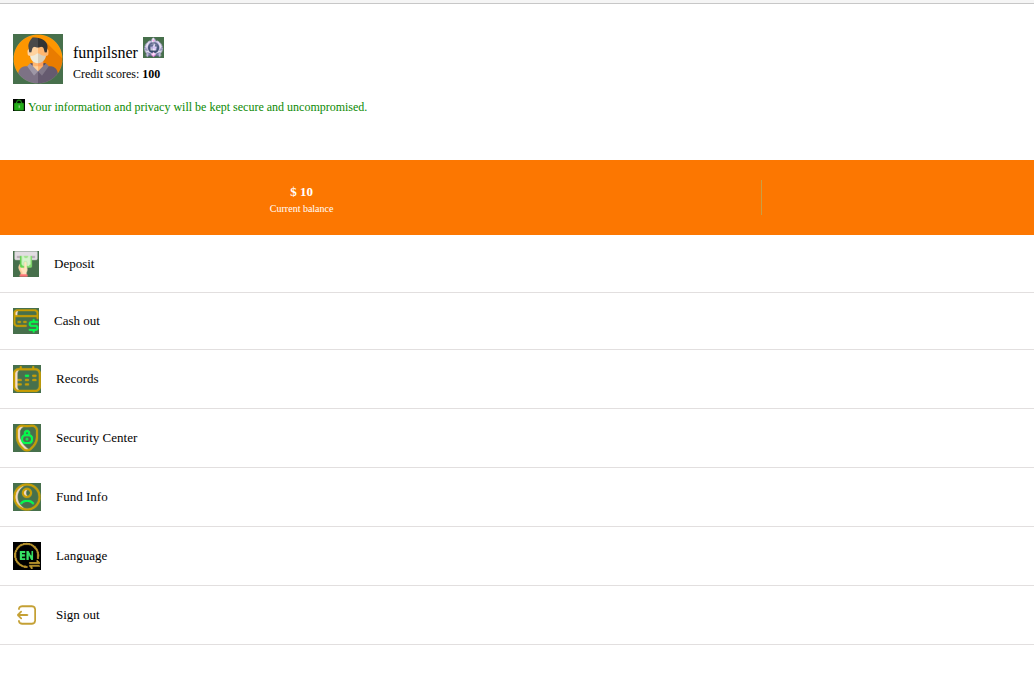 funpilsner
Credit scores: 100
Your information and privacy will be kept secure and uncompromised.
$ 10
Current balance
Deposit
Cash out
Records
Security Center
Fund Info
EN Language
Sign out